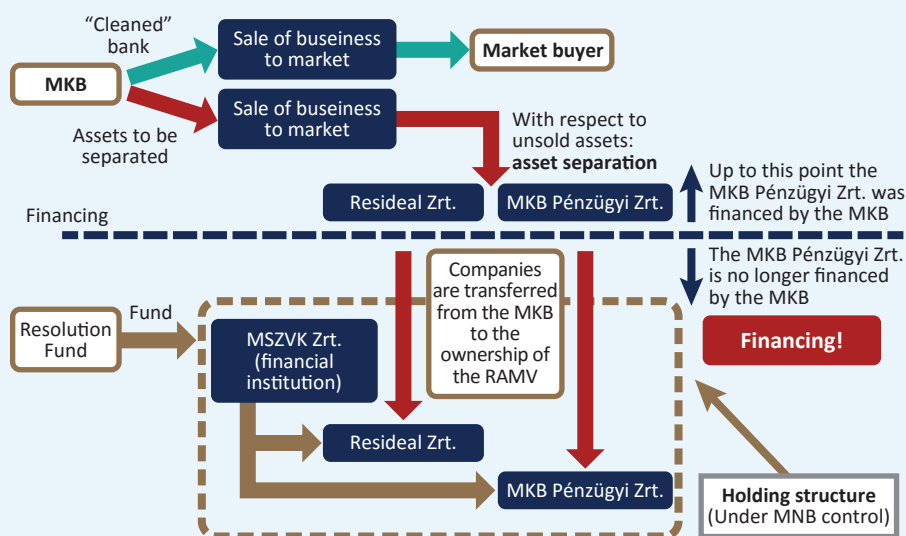 “Cleaned”
bank
MKB
Assets to be
separated
Sale of buseiness
to market
Market buyer
Sale of buseiness
to market
With respect to
unsold assets:
asset separation
Resideal Zrt.
MKB Pénzügyi Zrt.
Up to this point the
MKB Pénzügyi Zrt. was
financed by the MKB
Financing
The MKB Pénzügyi Zrt.
is no longer financed
by the MKB
Companies
are transferred
from the MKB
to the
ownership of
the RAMV
Resolution
Fund
Fund
MSZVK Zrt.
(financial
institution)
Financing!
Resideal Zrt.
MKB Pénzügyi Zrt.
Holding structure
(Under MNB control)